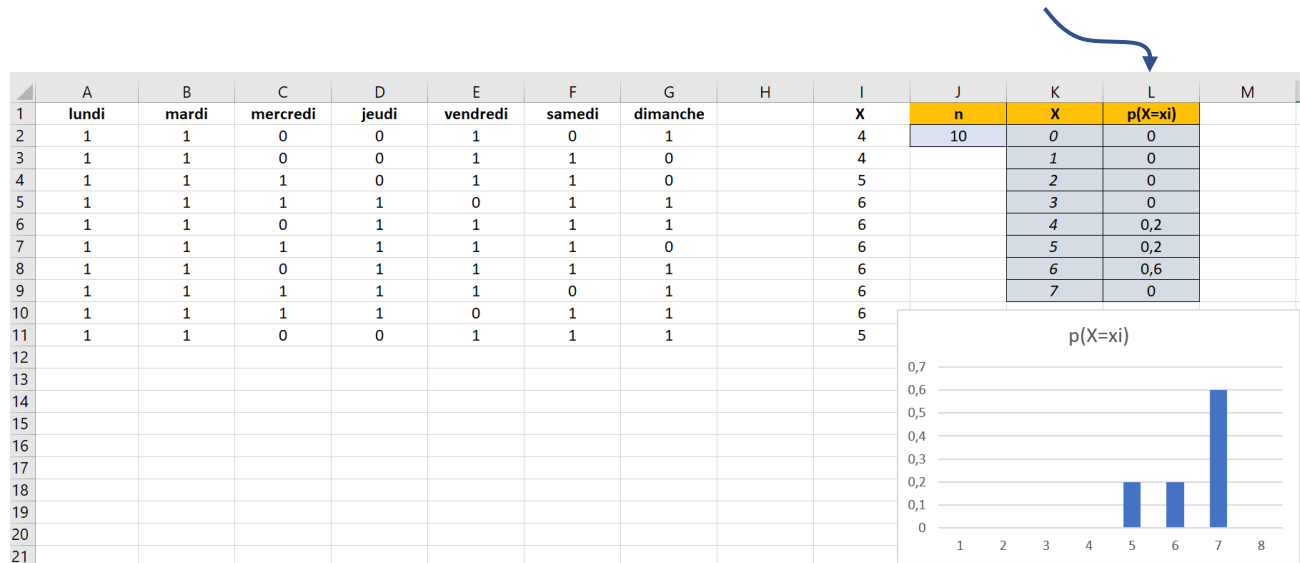 A B C D E F G H I J K L M
1 lundi mardi mercredi jeudi vendredi samedi dimanche X n X p(X=xi)
2 1 1 0 0 1 0 1 4 10 0 0
3 1 1 0 0 1 1 0 4 1 0
4 1 1 1 0 1 1 0 5 2 0
5 1 1 1 1 0 1 1 6 3 0
6 1 1 0 1 1 1 1 6 4 0,2
7 1 1 1 1 1 1 0 6 5 0,2
8 1 1 0 1 1 1 1 6 6 0,6
9 1 1 1 1 1 0 1 6 7 0
10 1 1 1 1 0 1 1 6
11 1 1 0 0 1 1 1 5
12
13
14
15
16
17
18
19
20
21
p(X=xi)
0,7
0,6
0,5
0,4
0,3
0,2
0,1
0
1 2 3 4 5 6 7 8